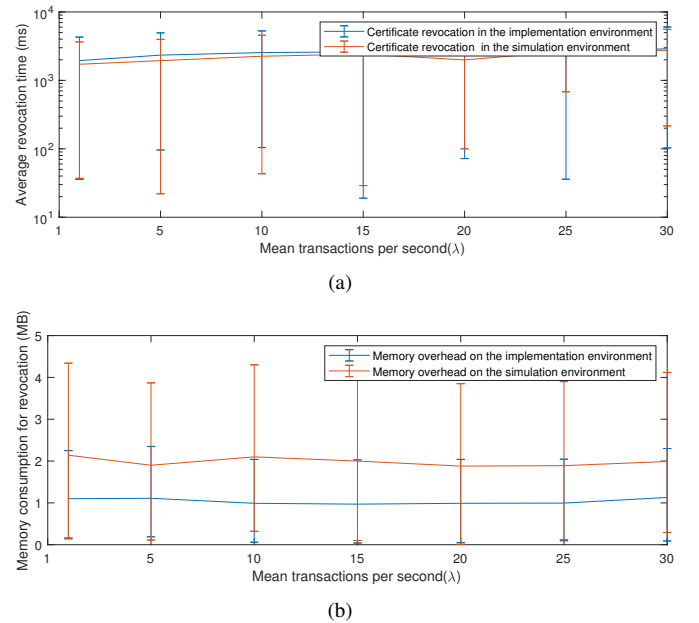 10^4
10^3
10^2
10^1
Average revocation time (ms)
Certificate revocation in the implementation environment
Certificate revocation in the simulation environment
1 5 10 15 20 25 30
Mean transactions per second(λ)
(a)
5
4
3
2
1
0
Memory consumption for revocation (MB)
Memory overhead on the implementation environment
Memory overhead on the simulation environment
1 5 10 15 20 25 30
Mean transactions per second(λ)
(b)